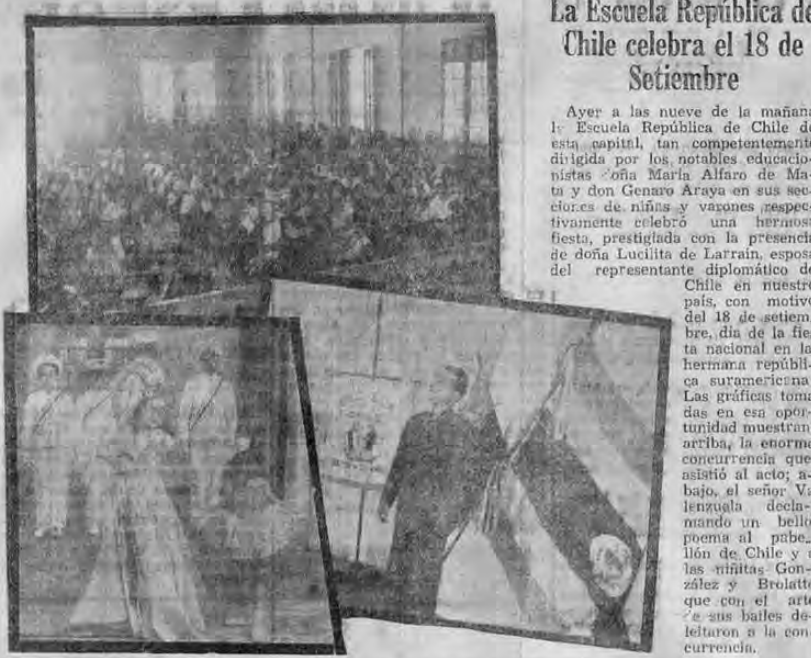 La Escuela República de
Chile celebra el 18 de
Setiembre
Ayer a las nueve de la mañana
Escuela República de Chile de
esta capital, tan competentemente
dirigida por los notables educacio-
nistas doña María Alfaro de Ma-
ta y don Genaro Araya en sus sec-
ciones de niñas y varones respec-
tivamente celebró una hermosa
fiesta, prestigiada con la presencia
de doña Lucilita de Larrain, esposa
del representante diplomático de
Chile en nuestro
país, con motivo
del 18 de setiem
bre, dia de la fies
ta nacional en la
hermana repúbli-
ca suramericana.
Las gráficas toma
das en esa opor-
tunidad muestran,
arriba, la enorme
concurrencia que
asistió al acto; a-
bajo, el señor Va
lenzuela decla-
mando un bello
poema al pabe-
llón de Chile y a
las niñitas Gon-
zález y Brolatto
que con el arte
de sus bailes de-
leitaron a la con
currencia.